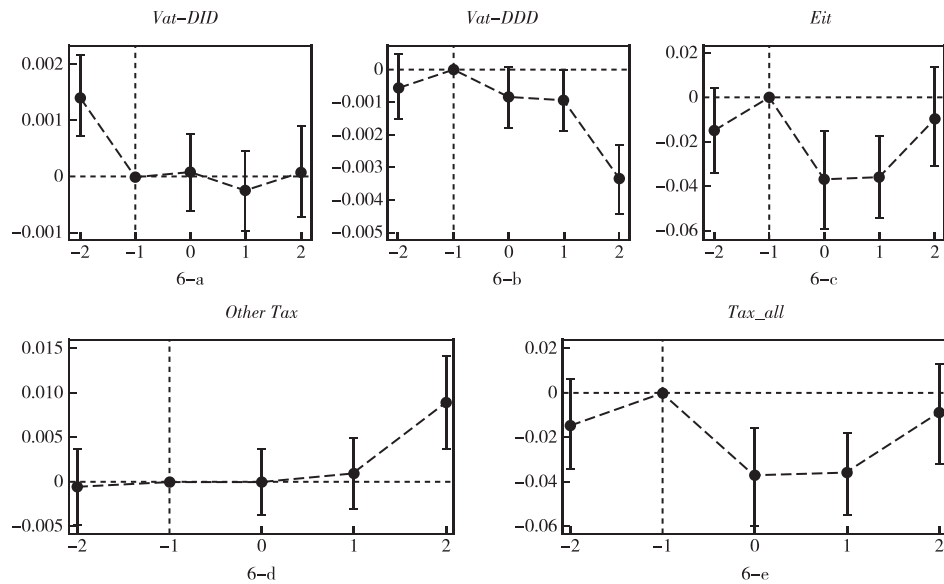 Vat-DID
0.002
0.001
0
-0.001
-2 -1 0 1 2
6-a
Vat-DDD
0
-0.001
-0.002
-0.003
-0.004
-0.005
-2 -1 0 1 2
6-b
Eit
0.02
0
-0.02
-0.04
-0.06
-2 -1 0 1 2
6-c
Other Tax
0.015
0.010
0.005
0
-0.005
-2 -1 0 1 2
6-d
Tax_all
0.02
0
-0.02
-0.04
-0.06
-2 -1 0 1 2
6-e